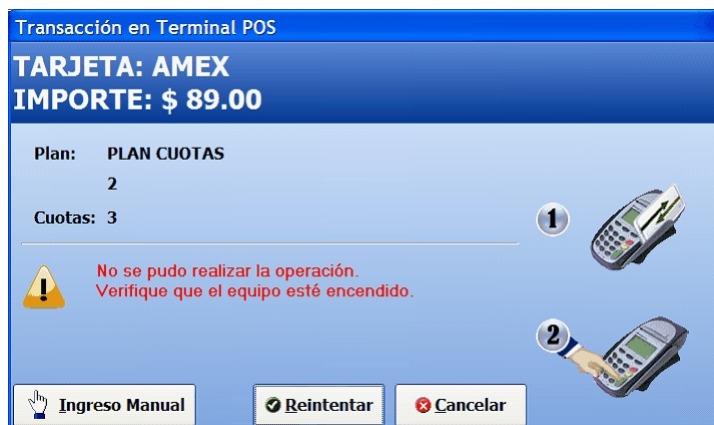 Transacción en Terminal POS
TARJETA: AMEX
IMPORTE: $ 89.00
Plan: PLAN CUOTAS
2
Cuotas: 3
1
No se pudo realizar la operación.
Verifique que el equipo esté encendido.
2
Ingreso Manual Reintentar Cancelar